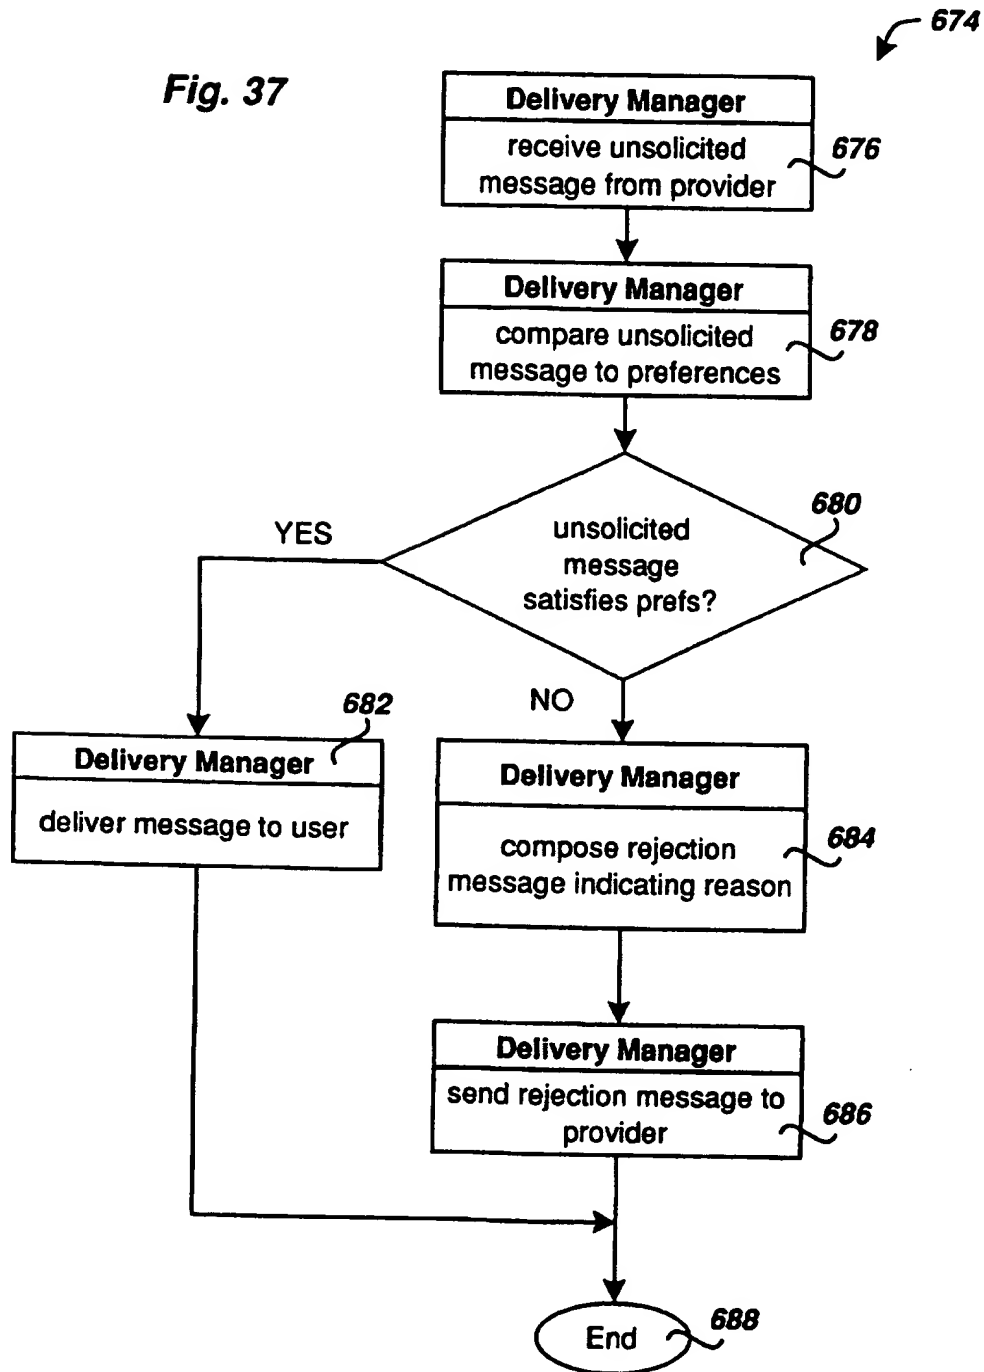 674
Fig. 37
Delivery Manager
receive unsolicited
message from provider
676
Delivery Manager
compare unsolicited
message to preferences
678
680
YES
unsolicited
message
satisfies prefs?
NO
682
Delivery Manager
deliver message to user
Delivery Manager
compose rejection
message indicating reason
684
Delivery Manager
send rejection message to
provider
686
End
688